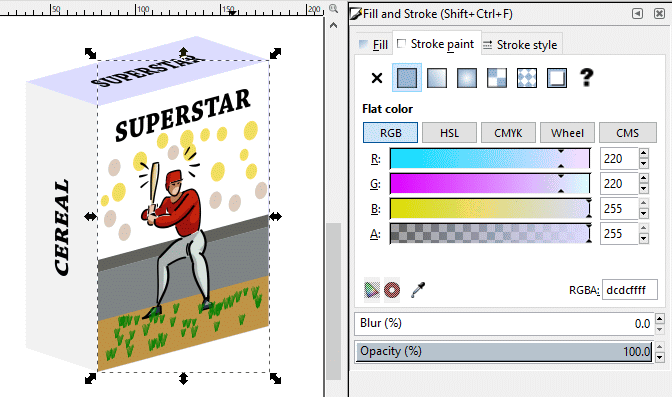 50
100
150
200
Fill and Stroke (Shift+Ctrl+F)
Fill
Stroke paint
Stroke style
?
Flat color
RGB HSL CMYK Wheel CMS
R: 220
G: 220
B: 255
A: 255
RGBA: dcdcffff
Blur (%) 0.0
Opacity (%) 100.0
SUPERSTAR
SUPERSTAR
CEREAL